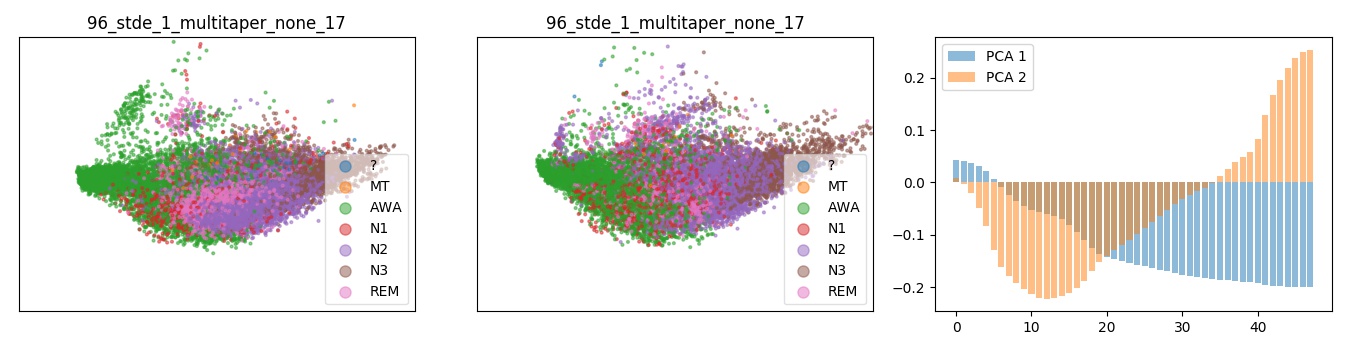 96_stde_1_multitaper_none_17
?
MT
AWA
N1
N2
N3
REM
96_stde_1_multitaper_none_17
?
MT
AWA
N1
N2
N3
REM
PCA 1
PCA 2
0.2
0.1
0.0
−0.1
−0.2
0
10
20
30
40